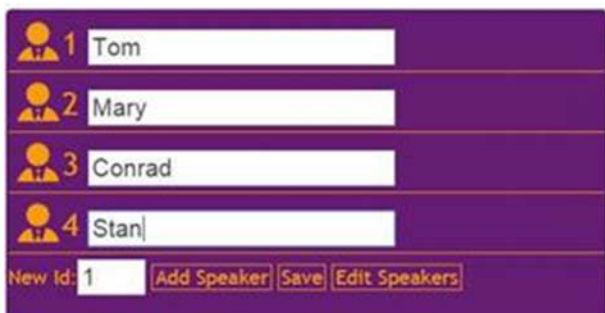 1 Tom
2 Mary
3 Conrad
4 Stan
New Id: 1 Add Speaker Save Edit Speakers